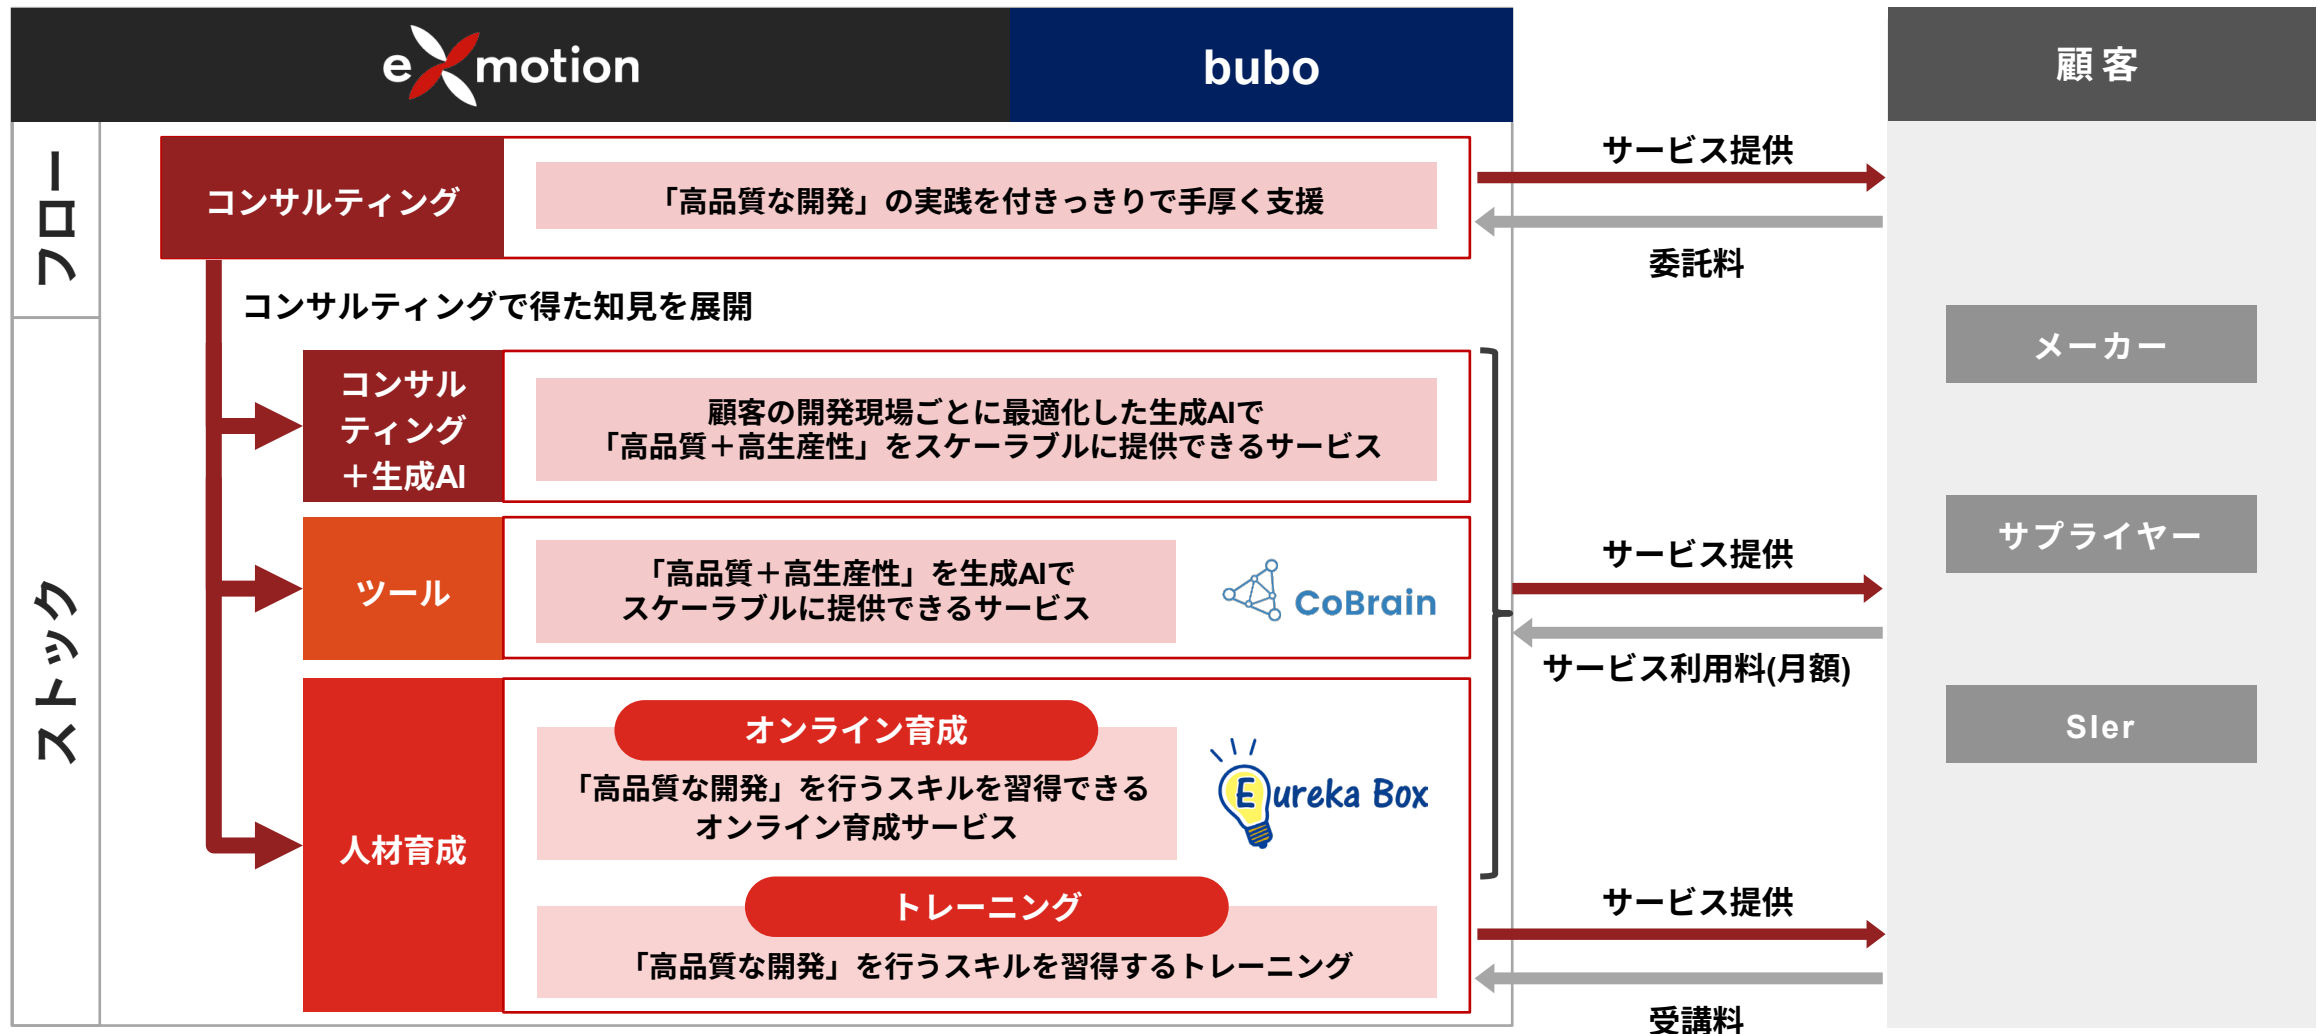 eXmotion
bubo
顧客
フロー
コンサルティング
「高品質な開発」の実践を付きっきりで手厚く支援
サービス提供
委託料
コンサルティングで得た知見を展開
ストック
コンサル
ティング
＋生成AI
顧客の開発現場ごとに最適化した生成AIで
「高品質＋高生産性」をスケーラブルに提供できるサービス
ツール
「高品質＋高生産性」を生成AIで
スケーラブルに提供できるサービス
CoBrain
サービス提供
サービス利用料(月額)
人材育成
オンライン育成
「高品質な開発」を行うスキルを習得できる
オンライン育成サービス
Eureka Box
トレーニング
「高品質な開発」を行うスキルを習得するトレーニング
サービス提供
受講料
メーカー
サプライヤー
SIer